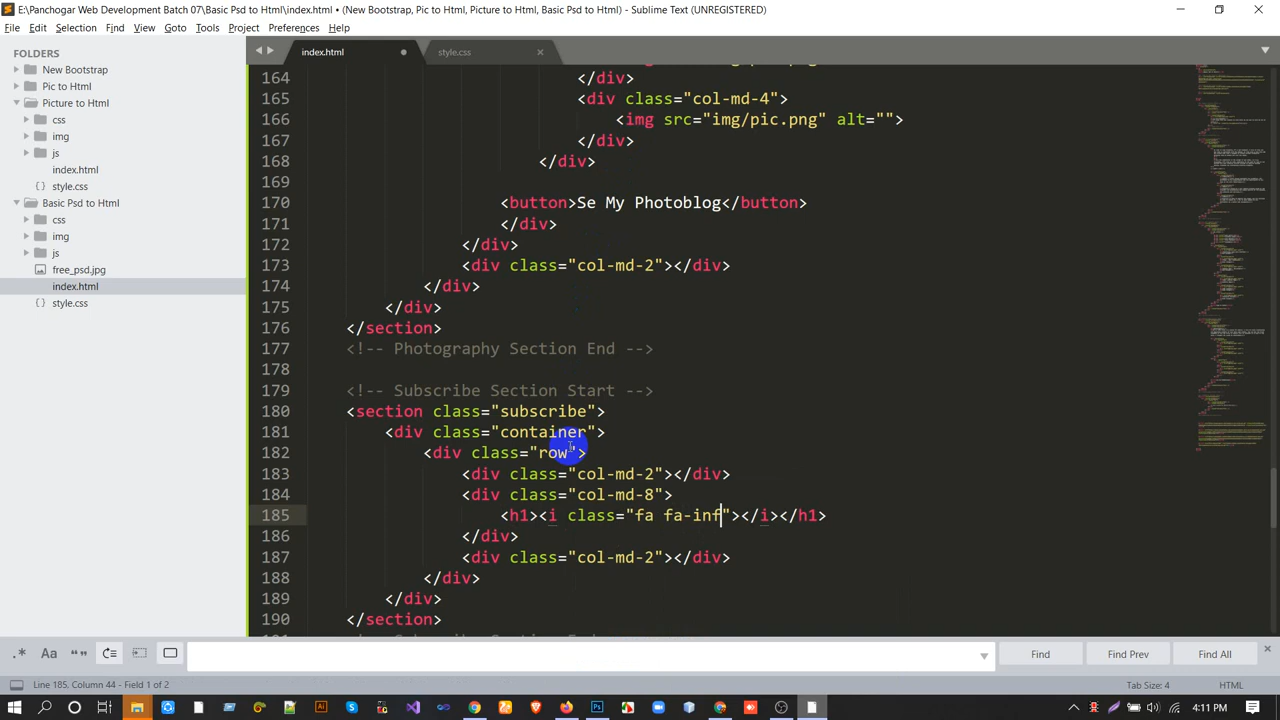 E:\Panchogar Web Development Batch 07\Basic Psd to Html\index.html • (New Bootstrap, Pic to Html, Picture to Html, Basic Psd to Html) - Sublime Text (UNREGISTERED)
File Edit Selection Find View Goto Tools Project Preferences Help
FOLDERS
New Bootstrap
Pic to Html
Picture to Html
css
img
js
index.html
style.css
Basic Psd to Html
css
img
js
free_psd.jpg
index.html
style.css
index.html
style.css
164 </div>
165 <div class="col-md-4">
166 <img src="img/pic.png" alt="">
167 </div>
168 </div>
169
170 <button>Se My Photoblog</button>
171 </div>
172 </div>
173 <div class="col-md-2"></div>
174 </div>
175 </div>
176 </section>
177 <!-- Photography Section End -->
178
179 <!-- Subscribe Section Start -->
180 <section class="subscribe">
181 <div class="container">
182 <div class="row">
183 <div class="col-md-2"></div>
184 <div class="col-md-8">
185 <h1><i class="fa fa-inf"></i></h1>
186 </div>
187 <div class="col-md-2"></div>
188 </div>
189 </div>
190 </section>
.* Aa “ ”
Find
Find Prev
Find All
Line 185, Column 44 - Field 1 of 2
Tab Size: 4
HTML
4:11 PM